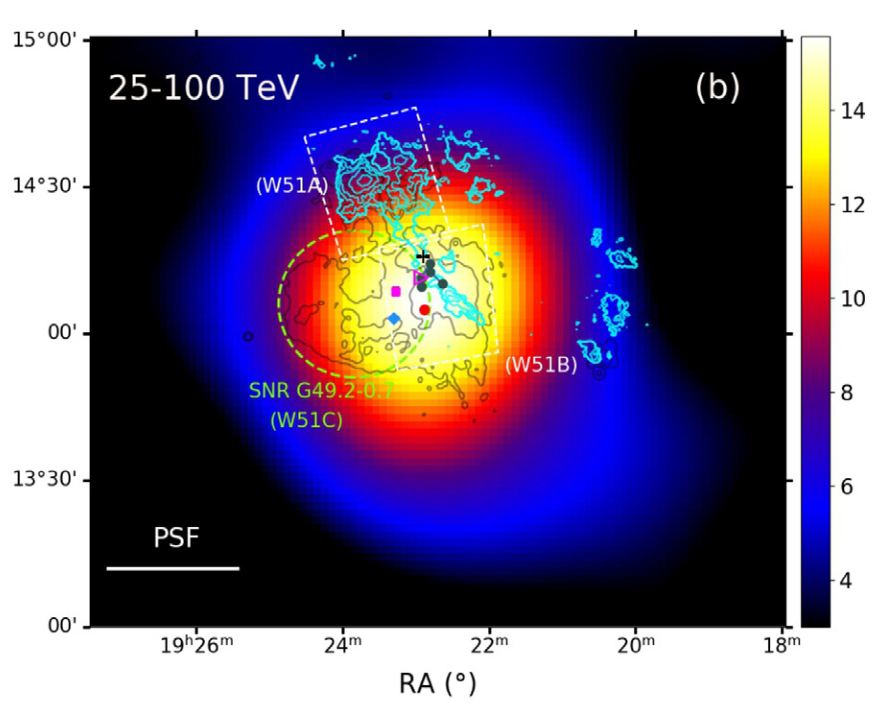 15°00'
25-100 TeV
(b)
14
14°30'
(W51A)
12
10
00'
(W51B)
SNR G49.2-0.7
(W51C)
8
13°30'
6
PSF
4
00'
19ʰ26ᵐ
24ᵐ
22ᵐ
20ᵐ
18ᵐ
RA (°)